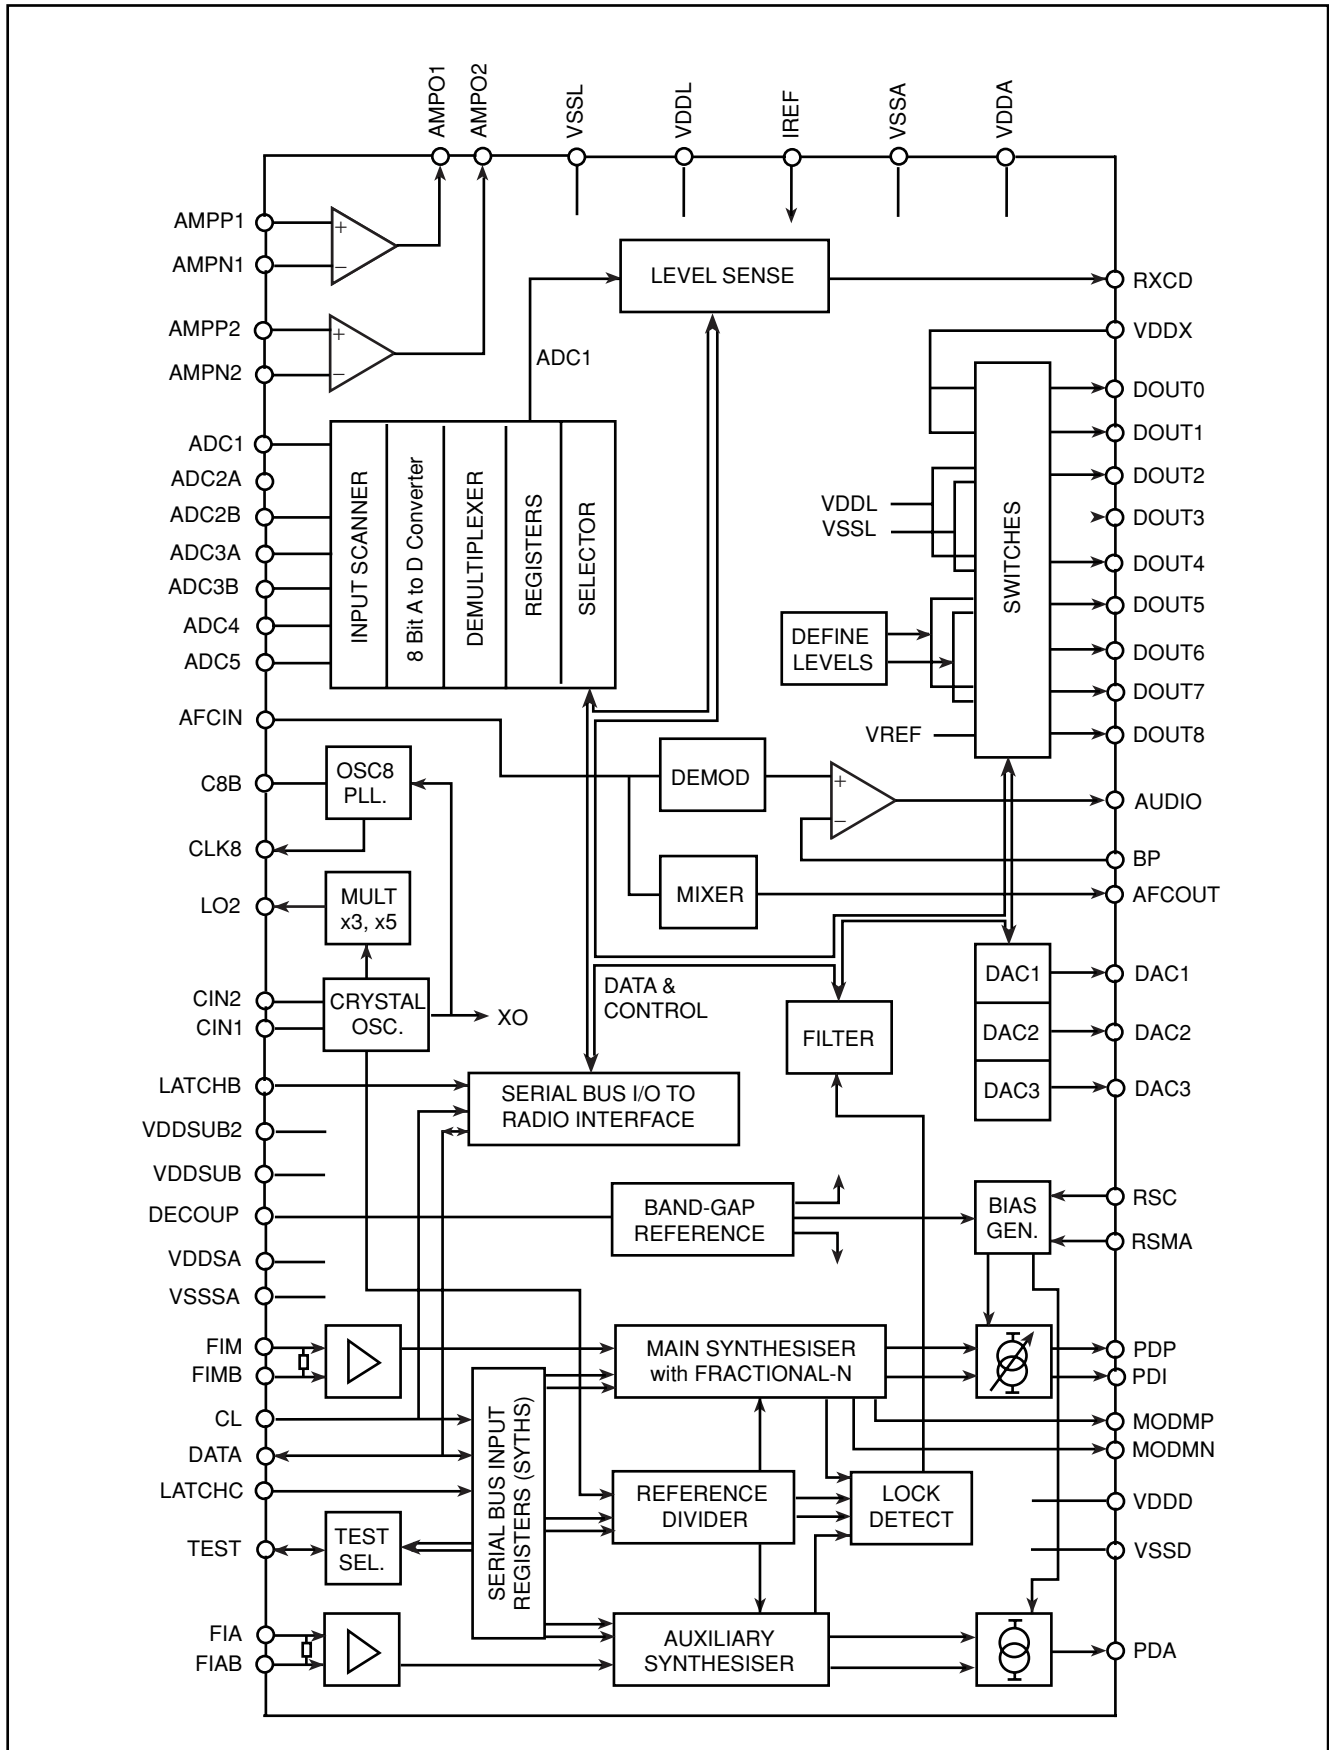 AMPO1
AMPO2
VSSL
VDDL
IREF
VSSA
VDDA
AMPP1
+
AMPN1
–
LEVEL SENSE
RXCD
AMPP2
+
AMPN2
–
ADC1
VDDX
DOUT0
DOUT1
DOUT2
DOUT3
DOUT4
DOUT5
DOUT6
DOUT7
DOUT8
ADC1
ADC2A
ADC2B
ADC3A
ADC3B
ADC4
ADC5
INPUT SCANNER
8 Bit A to D Converter
DEMULTIPLEXER
REGISTERS
SELECTOR
VDDL
VSSL
SWITCHES
DEFINE
LEVELS
VREF
AFCIN
C8B
OSC8
PLL.
DEMOD
+
–
AUDIO
CLK8
BP
LO2
MULT
x3, x5
MIXER
AFCOUT
CIN2
CIN1
CRYSTAL
OSC.
XO
DATA &
CONTROL
FILTER
DAC1
DAC2
DAC3
DAC1
DAC2
DAC3
LATCHB
SERIAL BUS I/O TO
RADIO INTERFACE
VDDSUB2
VDDSUB
DECOUP
BAND-GAP
REFERENCE
BIAS
GEN.
RSC
RSMA
VDDSA
VSSSA
FIM
FIMB
MAIN SYNTHESISER
with FRACTIONAL-N
PDP
PDI
CL
DATA
LATCHC
SERIAL BUS INPUT
REGISTERS (SYTHS)
MODMP
MODMN
REFERENCE
DIVIDER
LOCK
DETECT
VDDD
VSSD
TEST
TEST
SEL.
FIA
FIAB
AUXILIARY
SYNTHESISER
PDA